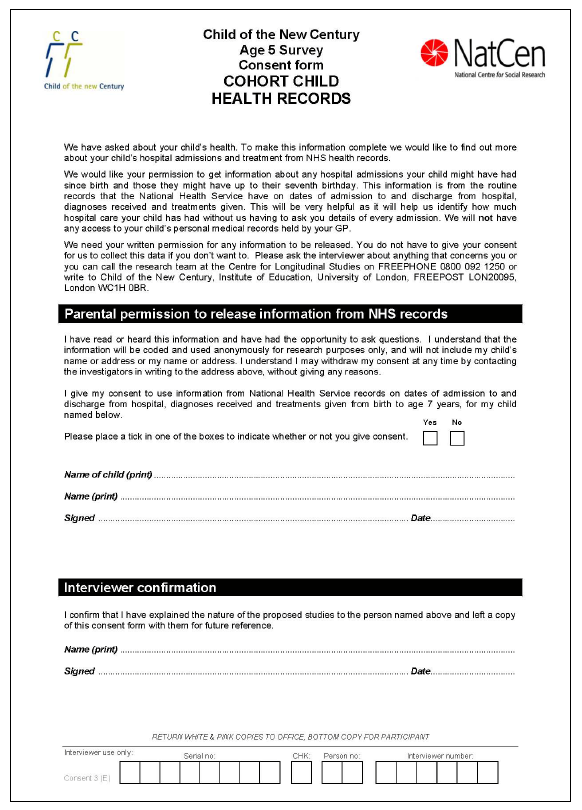 C C
Child of the new Century
Child of the New Century
Age 5 Survey
Consent form
COHORT CHILD
HEALTH RECORDS
NatCen
National Centre for Social Research
We have asked about your child's health. To make this information complete we would like to find out more
about your child's hospital admissions and treatment from NHS health records.
We would like your permission to get information about any hospital admissions your child might have had
since birth and those they might have up to their seventh birthday. This information is from the routine
records that the National Health Service have on dates of admission to and discharge from hospital,
diagnoses received and treatments given. This will be very helpful as it will help us identify how much
hospital care your child has had without us having to ask you details of every admission. We will not have
any access to your child's personal medical records held by your GP.
We need your written permission for any information to be released. You do not have to give your consent
for us to collect this data if you don't want to. Please ask the interviewer about anything that concerns you or
you can call the research team at the Centre for Longitudinal Studies on FREEPHONE 0800 092 1250 or
write to Child of the New Century, Institute of Education, University of London, FREEPOST LON20095,
London WC1H 0BR.
Parental permission to release information from NHS records
I have read or heard this information and have had the opportunity to ask questions. I understand that the
information will be coded and used anonymously for research purposes only, and will not include my child's
name or address or my name or address. I understand I may withdraw my consent at any time by contacting
the investigators in writing to the address above, without giving any reasons.
I give my consent to use information from National Health Service records on dates of admission to and
discharge from hospital, diagnoses received and treatments given from birth to age 7 years, for my child
named below.
Yes No
Please place a tick in one of the boxes to indicate whether or not you give consent.
Name of child (print)
Name (print)
Signed Date
Interviewer confirmation
I confirm that I have explained the nature of the proposed studies to the person named above and left a copy
of this consent form with them for future reference.
Name (print)
Signed Date
RETURN WHITE & PINK COPIES TO OFFICE, BOTTOM COPY FOR PARTICIPANT
Interviewer use only: Serial no: CHK: Person no: Interviewer number:
Consent 3 (E)